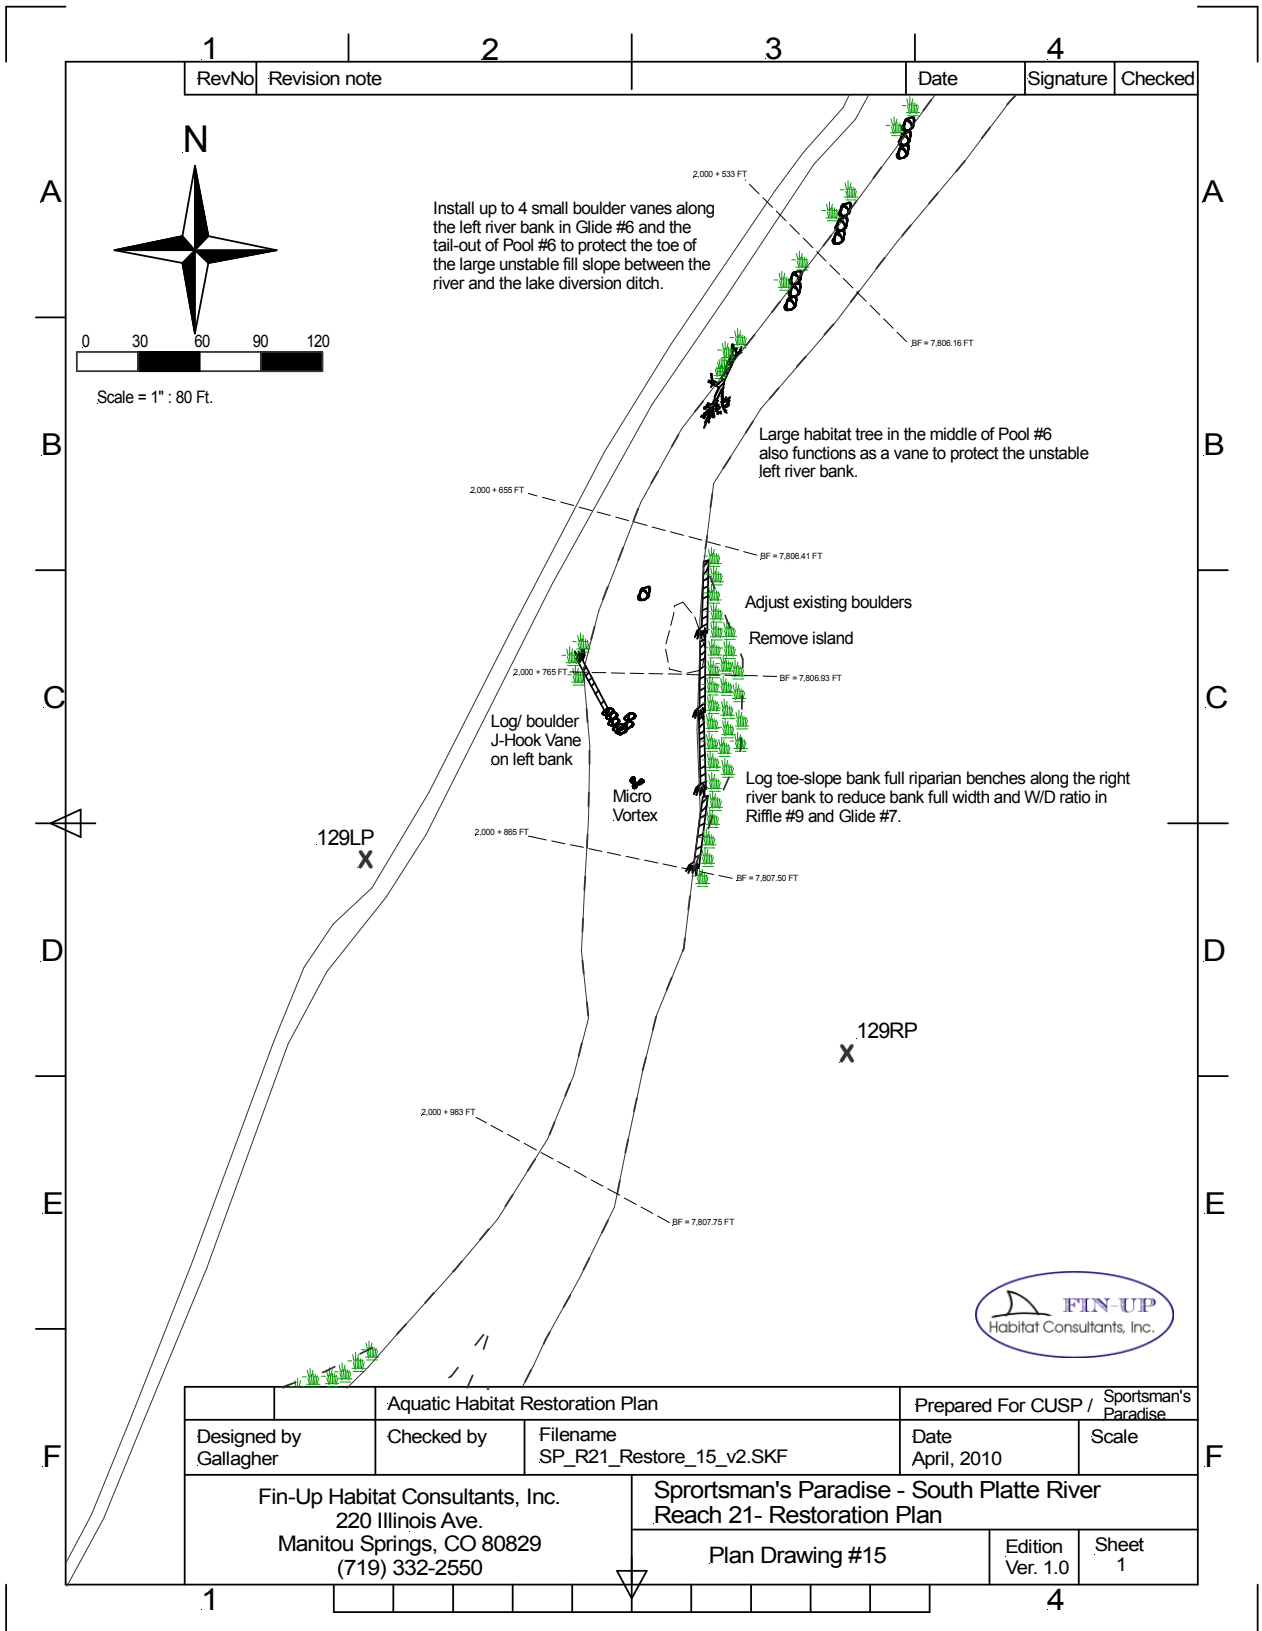 1
2
3
4
RevNo
Revision note
Date
Signature
Checked
N
A
A
2,000 + 533 FT
Install up to 4 small boulder vanes along
the left river bank in Glide #6 and the
tail-out of Pool #6 to protect the toe of
the large unstable fill slope between the
river and the lake diversion ditch.
0 30 60 90 120
BF = 7,806.16 FT
Scale = 1" : 80 Ft.
B
B
Large habitat tree in the middle of Pool #6
also functions as a vane to protect the unstable
left river bank.
2,000 + 655 FT
BF = 7,806.41 FT
Adjust existing boulders
Remove island
2,000 + 765 FT
BF = 7,806.93 FT
C
C
Log/ boulder
J-Hook Vane
on left bank
Log toe-slope bank full riparian benches along the right
river bank to reduce bank full width and W/D ratio in
Riffle #9 and Glide #7.
Micro
Vortex
2,000 + 865 FT
129LP
X
BF = 7,807.50 FT
D
D
129RP
X
2,000 + 983 FT
E
E
BF = 7,807.75 FT
FIN-UP
Habitat Consultants, Inc.
Aquatic Habitat Restoration Plan
Prepared For CUSP /
Sportsman's
Paradise
F
F
Designed by
Gallagher
Checked by
Filename
SP_R21_Restore_15_v2.SKF
Date
April, 2010
Scale
Fin-Up Habitat Consultants, Inc.
220 Illinois Ave.
Manitou Springs, CO 80829
(719) 332-2550
Sprortsman's Paradise - South Platte River
Reach 21- Restoration Plan
Plan Drawing #15
Edition
Ver. 1.0
Sheet
1
1
4